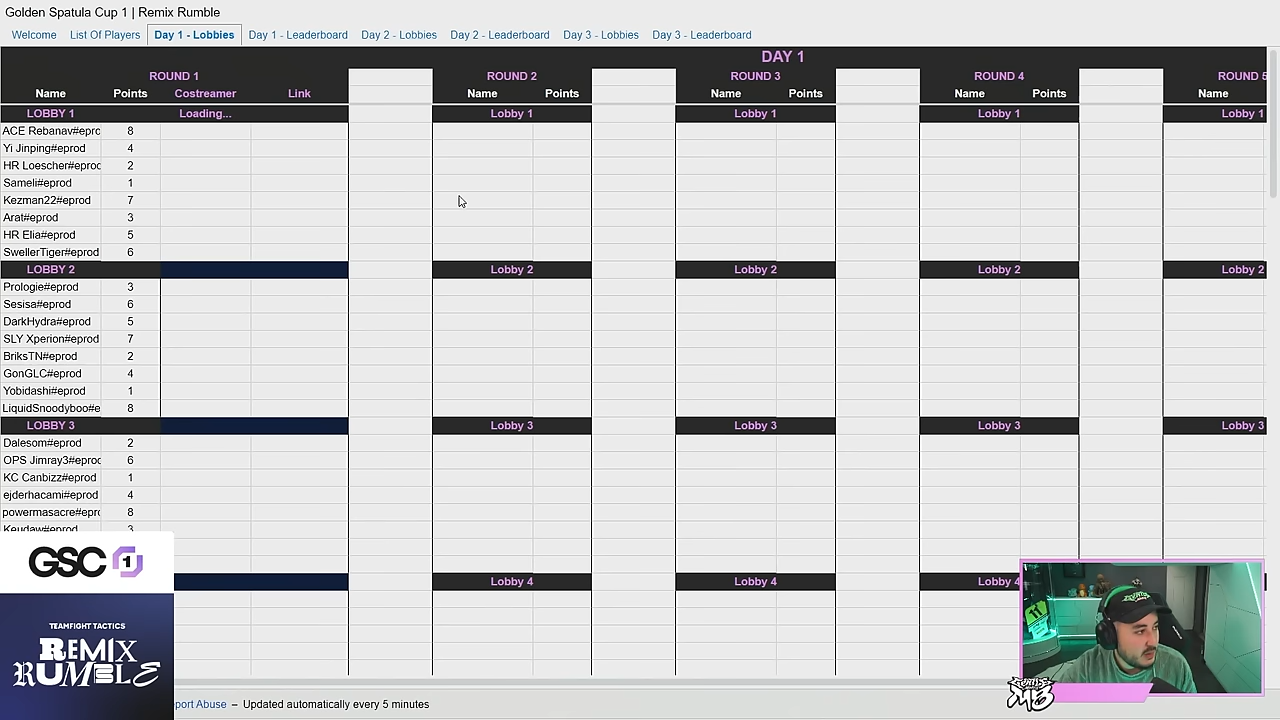 Golden Spatula Cup 1 | Remix Rumble
Welcome List Of Players Day 1 - Lobbies Day 1 - Leaderboard Day 2 - Lobbies Day 2 - Leaderboard Day 3 - Lobbies Day 3 - Leaderboard
DAY 1
ROUND 1 ROUND 2 ROUND 3 ROUND 4 ROUND 5
Name Points Costreamer Link Name Points Name Points Name Points Name
LOBBY 1 Loading... Lobby 1 Lobby 1 Lobby 1 Lobby 1
ACE Rebanav#eprc 8
Yi Jinping#eprod 4
HR Loescher#eproc 2
Sameli#eprod 1
Kezman22#eprod 7
Arat#eprod 3
HR Elia#eprod 5
SwellerTiger#eprod 6
LOBBY 2 Lobby 2 Lobby 2 Lobby 2 Lobby 2
Prologie#eprod 3
Sesisa#eprod 6
DarkHydra#eprod 5
SLY Xperion#eprod 7
BriksTN#eprod 2
GonGLC#eprod 4
Yobidashi#eprod 1
LiquidSnoodyboo#e 8
LOBBY 3 Lobby 3 Lobby 3 Lobby 3 Lobby 3
Dalesom#eprod 2
OPS Jimray3#eproc 6
KC Canbizz#eprod 1
ejderhacami#eprod 4
powermasacre#eprc 8
Keudaw#eprod 3
Lobby 4 Lobby 4 Lobby 4
GSC 1
TEAMFIGHT TACTICS
REMIX
RUMBLE
port Abuse – Updated automatically every 5 minutes